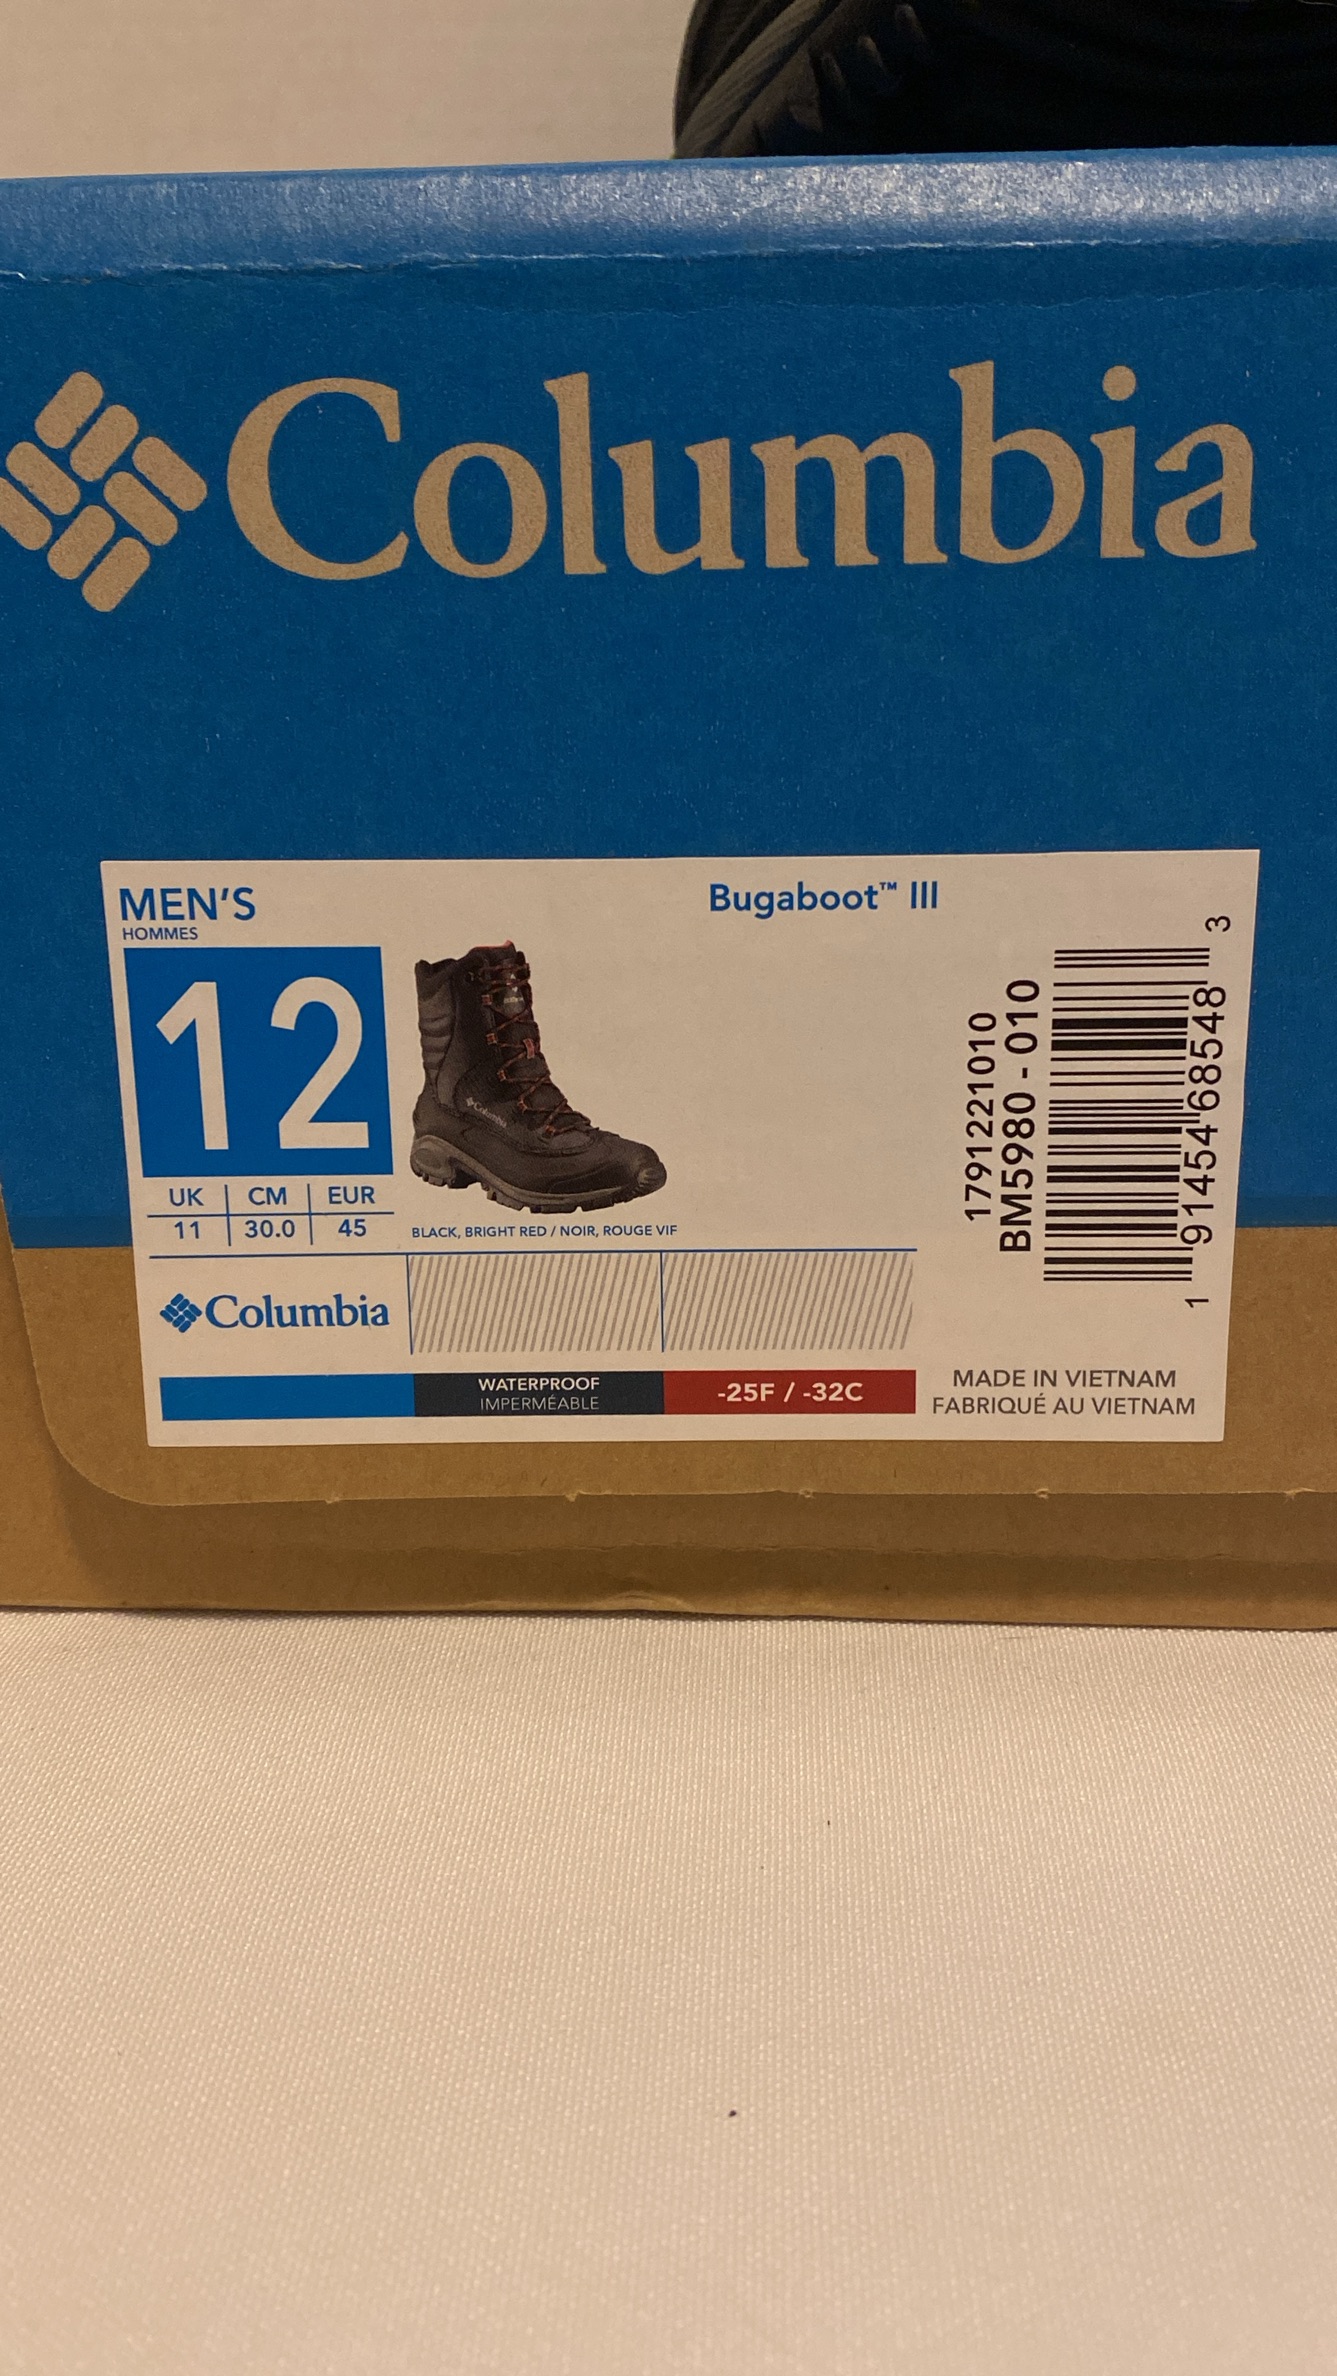 Columbia
MEN'S
HOMMES
Bugaboot™ III
12
UK CM EUR
11 30.0 45
BLACK, BRIGHT RED / NOIR, ROUGE VIF
Columbia
Columbia
WATERPROOF
IMPERMÉABLE
-25F / -32C
1791221010
BM5980 - 010
1 91454 68548 3
MADE IN VIETNAM
FABRIQUÉ AU VIETNAM